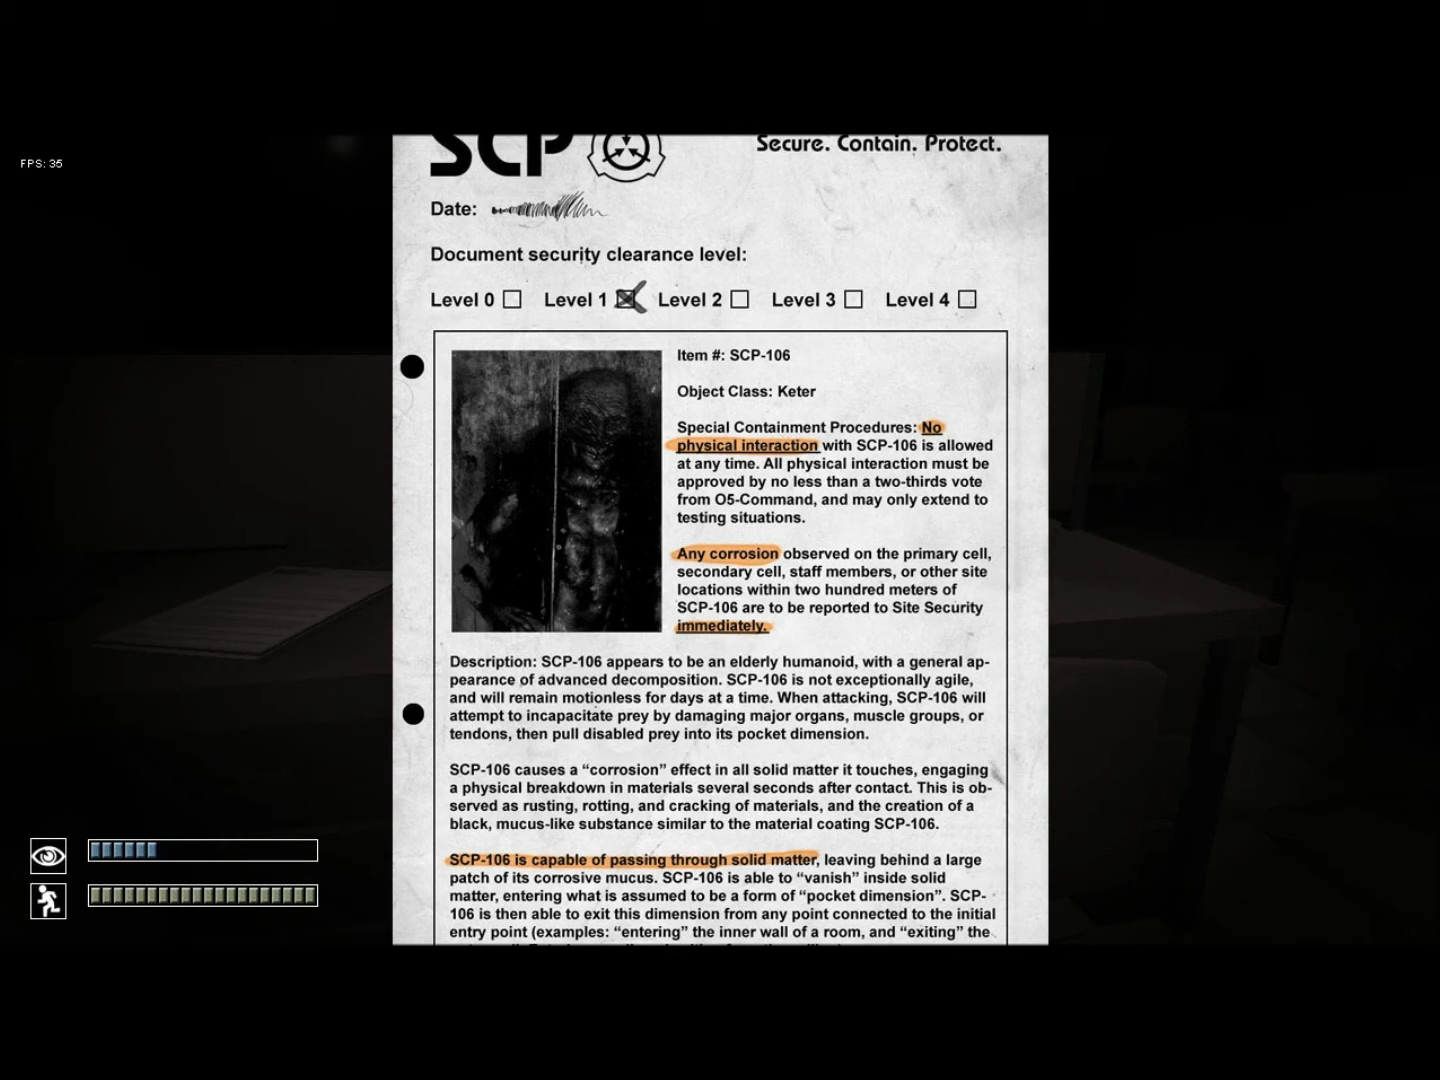 FPS: 35
SCP
Secure. Contain. Protect.
Date:
Document security clearance level:
Level 0 Level 1 Level 2 Level 3 Level 4
Item #: SCP-106
Object Class: Keter
Special Containment Procedures: No
physical interaction with SCP-106 is allowed
at any time. All physical interaction must be
approved by no less than a two-thirds vote
from O5-Command, and may only extend to
testing situations.
Any corrosion observed on the primary cell,
secondary cell, staff members, or other site
locations within two hundred meters of
SCP-106 are to be reported to Site Security
immediately.
Description: SCP-106 appears to be an elderly humanoid, with a general ap-
pearance of advanced decomposition. SCP-106 is not exceptionally agile,
and will remain motionless for days at a time. When attacking, SCP-106 will
attempt to incapacitate prey by damaging major organs, muscle groups, or
tendons, then pull disabled prey into its pocket dimension.
SCP-106 causes a “corrosion” effect in all solid matter it touches, engaging
a physical breakdown in materials several seconds after contact. This is ob-
served as rusting, rotting, and cracking of materials, and the creation of a
black, mucus-like substance similar to the material coating SCP-106.
SCP-106 is capable of passing through solid matter, leaving behind a large
patch of its corrosive mucus. SCP-106 is able to “vanish” inside solid
matter, entering what is assumed to be a form of “pocket dimension”. SCP-
106 is then able to exit this dimension from any point connected to the initial
entry point (examples: “entering” the inner wall of a room, and “exiting” the